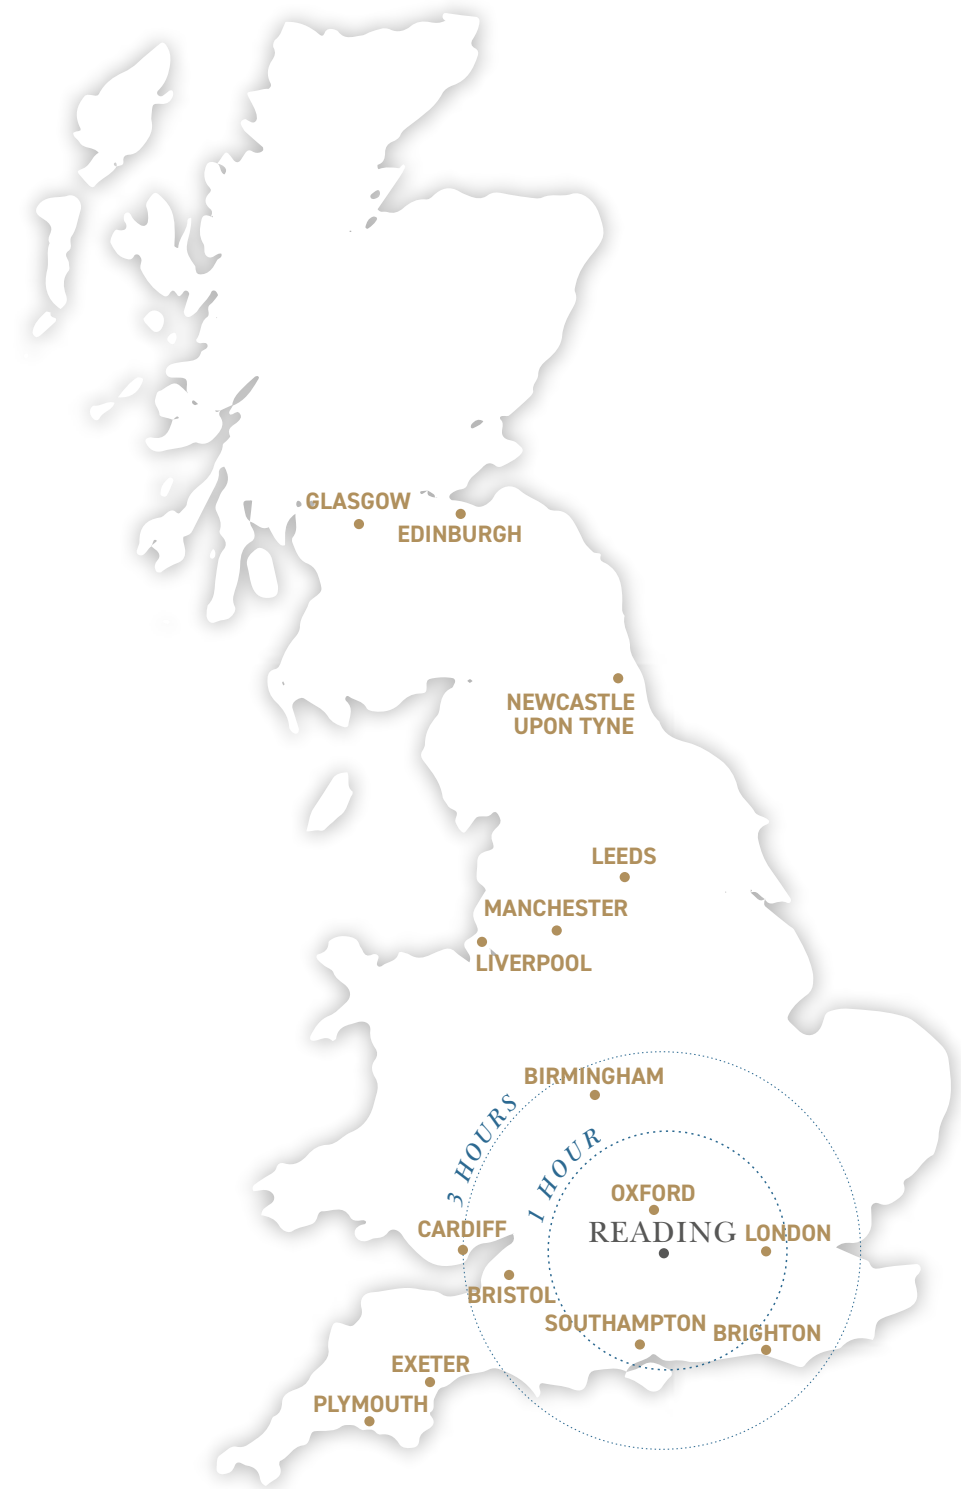 GLASGOW
EDINBURGH
NEWCASTLE
UPON TYNE
LEEDS
MANCHESTER
LIVERPOOL
BIRMINGHAM
3 HOURS
1 HOUR
OXFORD
READING
LONDON
CARDIFF
BRISTOL
SOUTHAMPTON
BRIGHTON
EXETER
PLYMOUTH